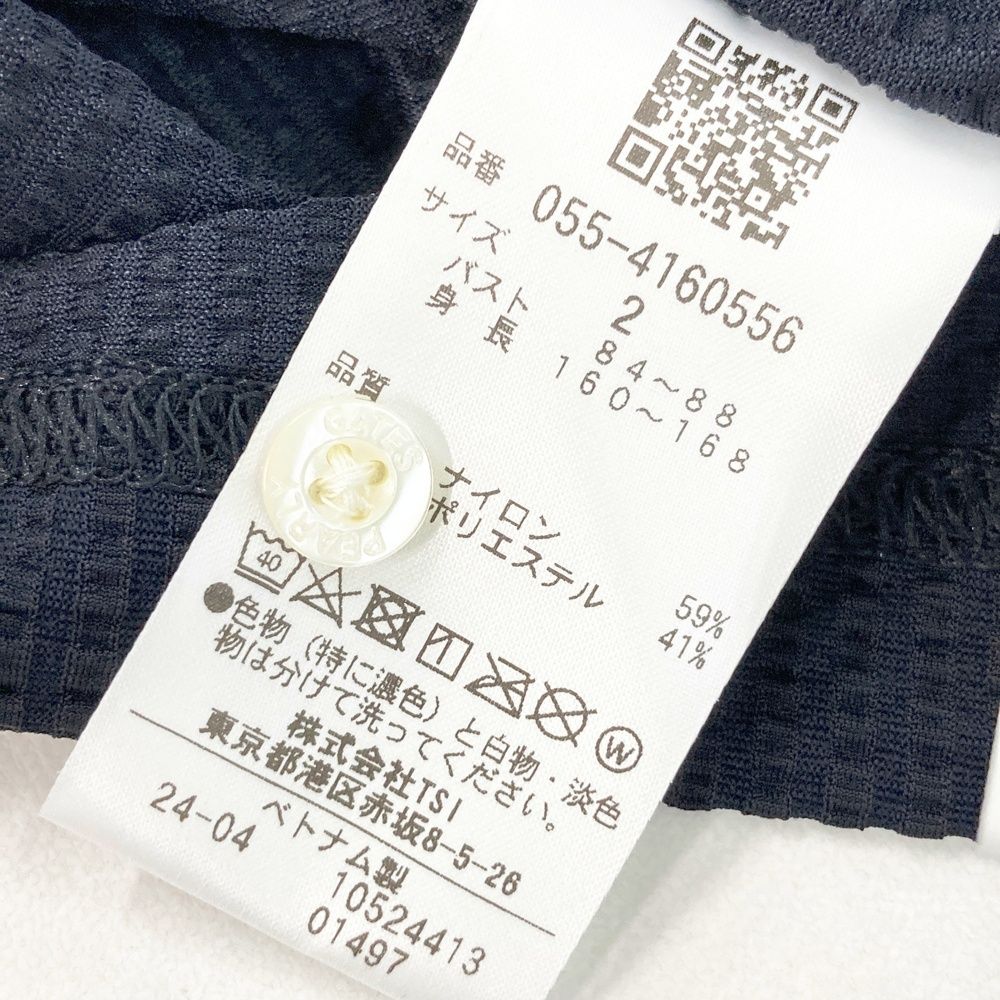 品番 055-4160556
サイズ 2
バスト 84～88
身長 160～168
品質
ナイロン 59%
ポリエステル 41%
GATES
PEARLY
40
W
●色物(特に濃色)と白物・淡色
物は分けて洗ってください。
株式会社TSI
東京都港区赤坂8-5-26
ベトナム製
24-04 10524413
01497